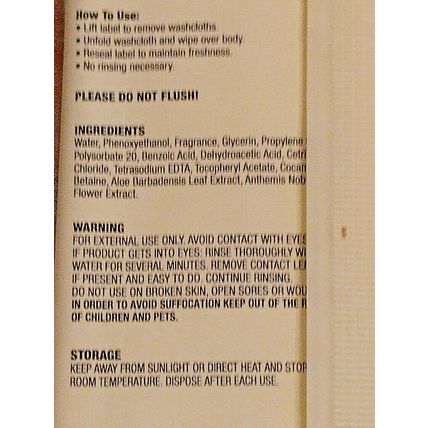 How To Use:
• Lift label to remove washcloths.
• Unfold washcloth and wipe over body.
• Reseal label to maintain freshness.
• No rinsing necessary.
PLEASE DO NOT FLUSH!
INGREDIENTS
Water, Phenoxyethanol, Fragrance, Glycerin, Propylene
Polysorbate 20, Benzoic Acid, Dehydroacetic Acid, Cetri
Chloride, Tetrasodium EDTA, Tocopheryl Acetate, Cocam
Betaine, Aloe Barbadensis Leaf Extract, Anthemis Nob
Flower Extract.
WARNING
FOR EXTERNAL USE ONLY. AVOID CONTACT WITH EYES
IF PRODUCT GETS INTO EYES: RINSE THOROUGHLY WI
WATER FOR SEVERAL MINUTES. REMOVE CONTACT LE
IF PRESENT AND EASY TO DO. CONTINUE RINSING.
DO NOT USE ON BROKEN SKIN, OPEN SORES OR WOU
IN ORDER TO AVOID SUFFOCATION KEEP OUT OF THE R
OF CHILDREN AND PETS.
STORAGE
KEEP AWAY FROM SUNLIGHT OR DIRECT HEAT AND STOR
ROOM TEMPERATURE. DISPOSE AFTER EACH USE.